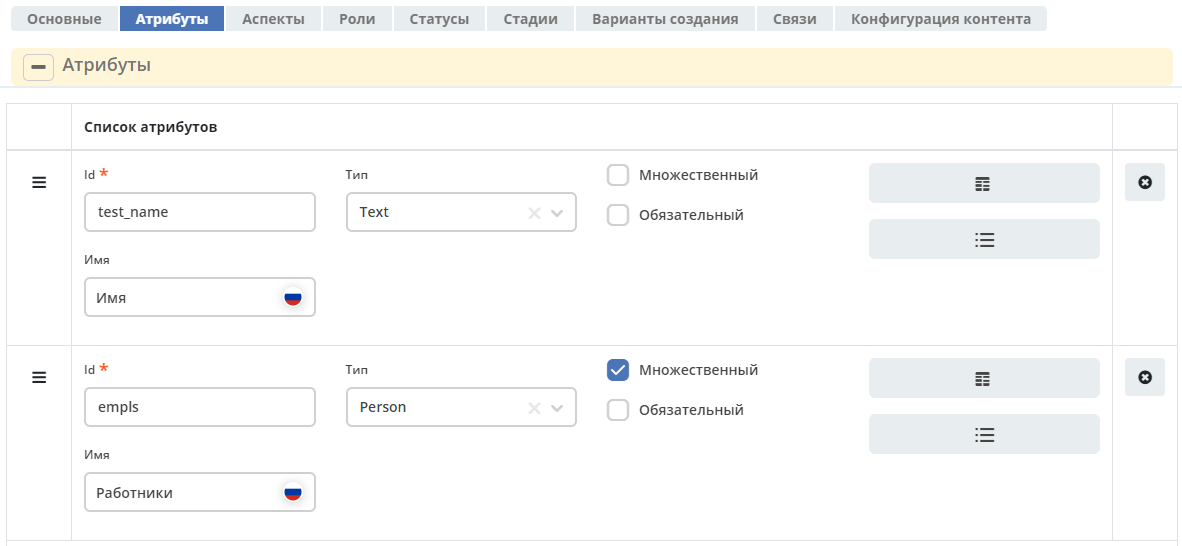 Основные Атрибуты Аспекты Роли Статусы Стадии Варианты создания Связи Конфигурация контента
Атрибуты
Список атрибутов
Id * Тип Множественный
test_name Text Обязательный
Имя
Имя
Id * Тип Множественный
empls Person Обязательный
Имя
Работники